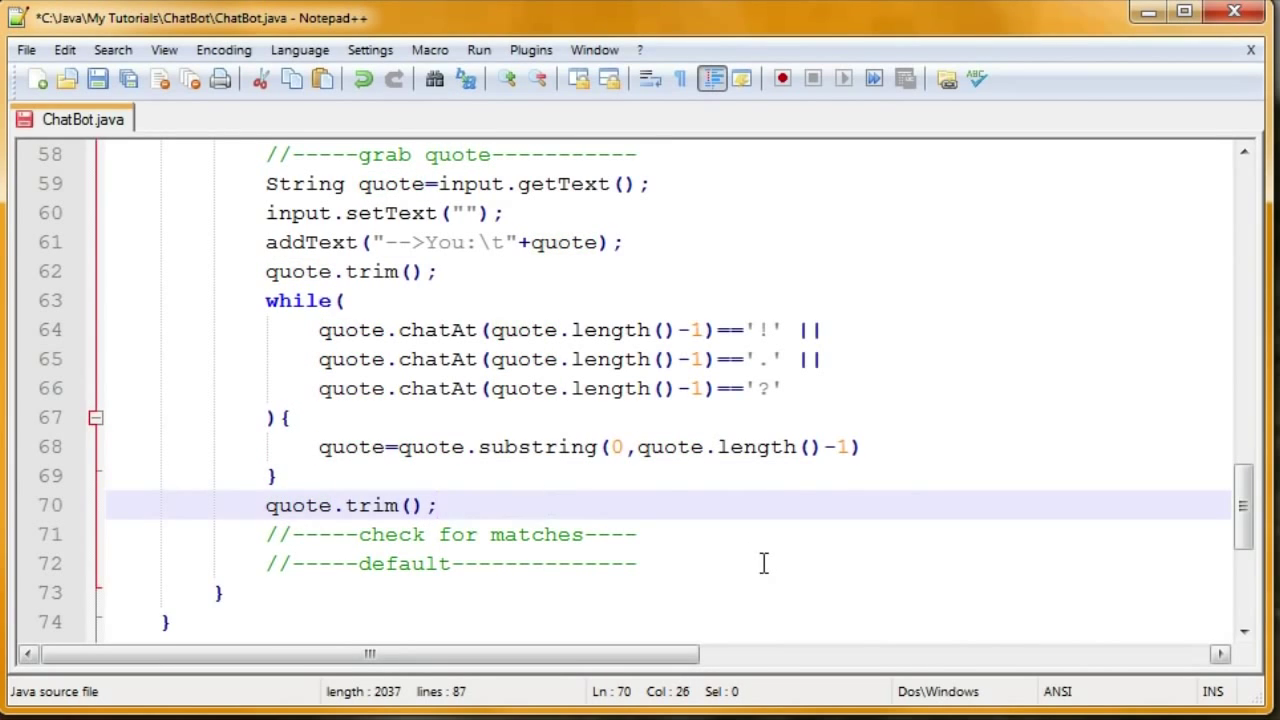 *C:\Java\My Tutorials\ChatBot\ChatBot.java - Notepad++
File Edit Search View Encoding Language Settings Macro Run Plugins Window ? X
ABC
ChatBot.java
58 //-----grab quote-----------
59 String quote=input.getText();
60 input.setText("");
61 addText("-->You:\t"+quote);
62 quote.trim();
63 while(
64 quote.chatAt(quote.length()-1)=='!' ||
65 quote.chatAt(quote.length()-1)=='.' ||
66 quote.chatAt(quote.length()-1)=='?'
67 ){
68 quote=quote.substring(0,quote.length()-1)
69 }
70 quote.trim();
71 //-----check for matches----
72 //-----default--------------
73 }
74 }
Java source file length : 2037 lines : 87 Ln : 70 Col : 26 Sel : 0 Dos\Windows ANSI INS